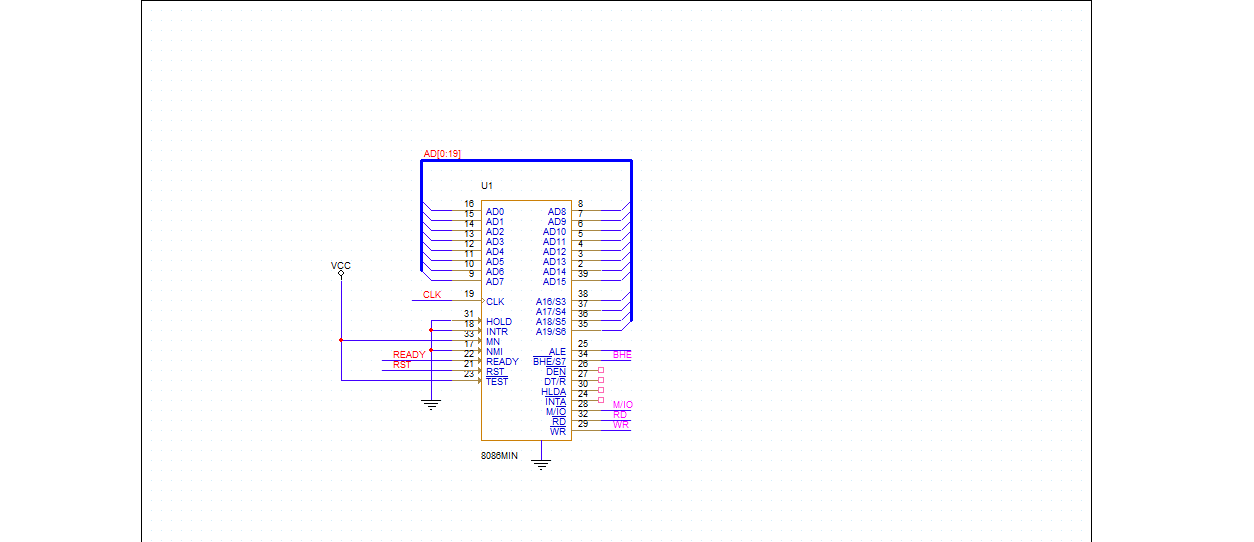 AD[0:19]
U1
16 AD0 AD8 8
15 AD1 AD9 7
14 AD2 AD10 6
13 AD3 AD11 5
12 AD4 AD12 4
11 AD5 AD13 3
10 AD6 AD14 2
9 AD7 AD15 39
VCC
CLK 19 CLK A16/S3 38
A17/S4 37
31 HOLD A18/S5 36
18 INTR A19/S6 35
33 MN
17 NMI ALE 25
READY 22 READY BHE/S7 34 BHE
RST 21 RST DEN 26
23 TEST DT/R 27
HLDA 30
INTA 24
M/IO 28 M/IO
RD 32 RD
WR 29 WR
8086MIN